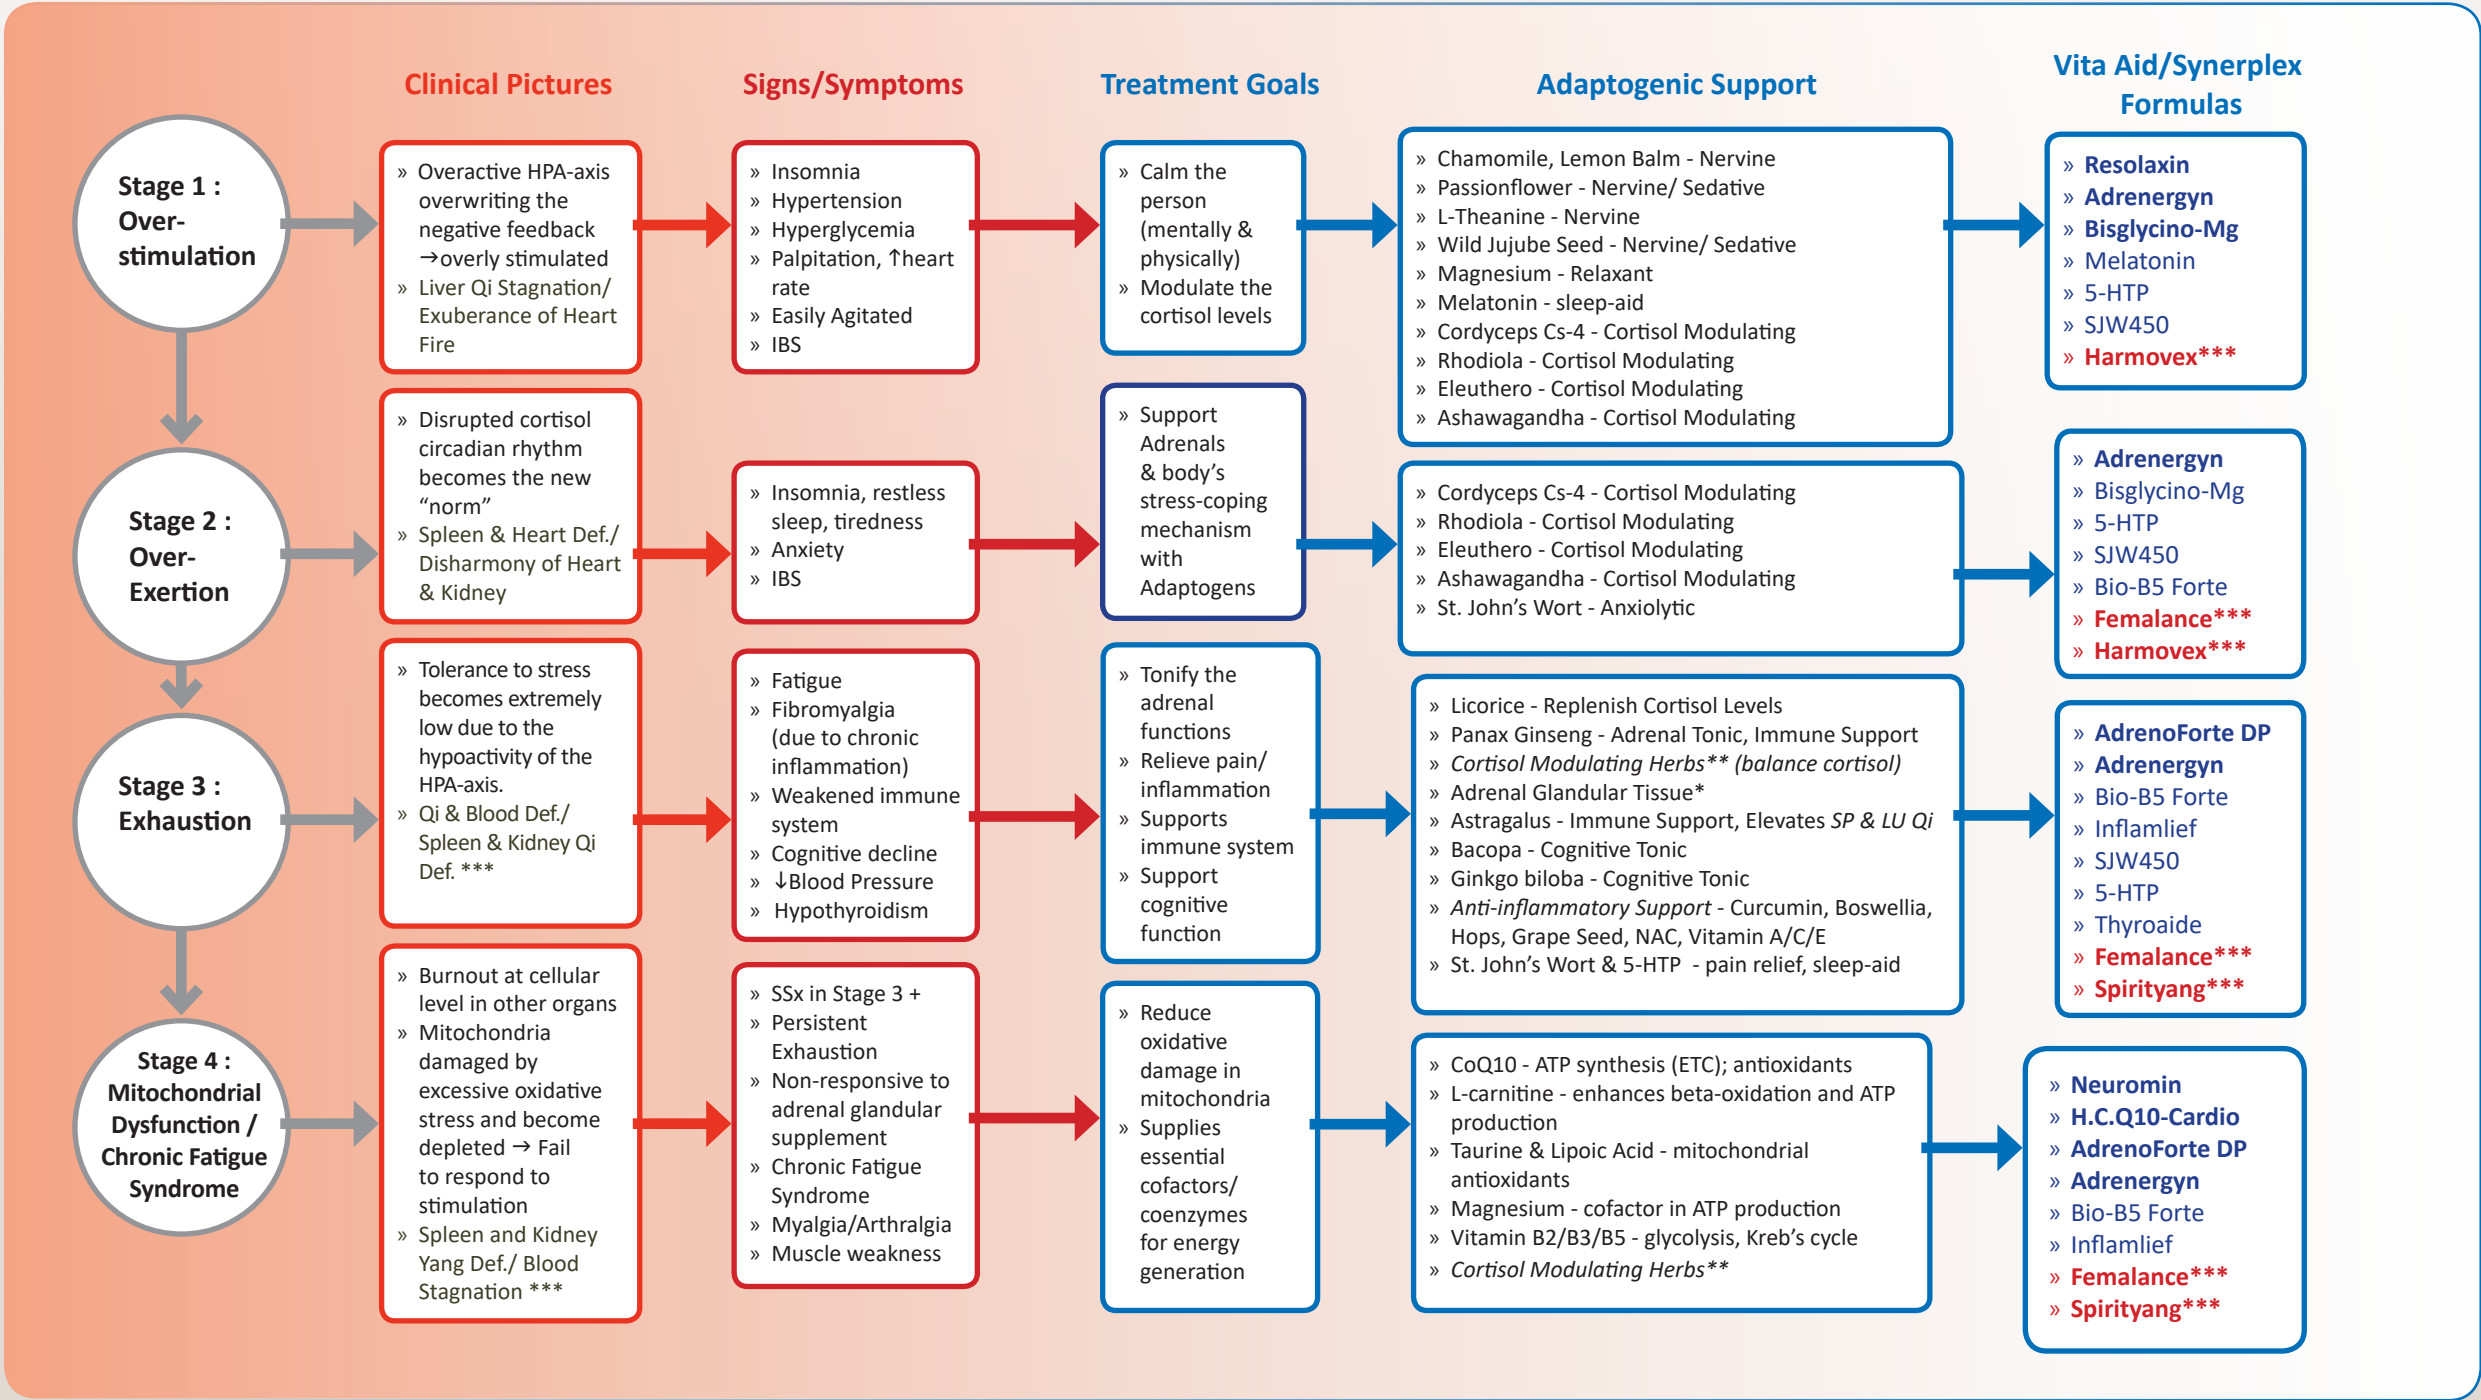 Clinical Pictures
Signs/Symptoms
Treatment Goals
Adaptogenic Support
Vita Aid/Synerplex
Formulas
Stage 1 :
Over-
stimulation
» Overactive HPA-axis
overwriting the
negative feedback
→overly stimulated
» Liver Qi Stagnation/
Exuberance of Heart
Fire
» Insomnia
» Hypertension
» Hyperglycemia
» Palpitation, ↑heart
rate
» Easily Agitated
» IBS
» Calm the
person
(mentally &
physically)
» Modulate the
cortisol levels
» Chamomile, Lemon Balm - Nervine
» Passionflower - Nervine/ Sedative
» L-Theanine - Nervine
» Wild Jujube Seed - Nervine/ Sedative
» Magnesium - Relaxant
» Melatonin - sleep-aid
» Cordyceps Cs-4 - Cortisol Modulating
» Rhodiola - Cortisol Modulating
» Eleuthero - Cortisol Modulating
» Ashawagandha - Cortisol Modulating
» Resolaxin
» Adrenergyn
» Bisglycino-Mg
» Melatonin
» 5-HTP
» SJW450
» Harmovex***
Stage 2 :
Over-
Exertion
» Disrupted cortisol
circadian rhythm
becomes the new
“norm”
» Spleen & Heart Def./
Disharmony of Heart
& Kidney
» Insomnia, restless
sleep, tiredness
» Anxiety
» IBS
» Support
Adrenals
& body’s
stress-coping
mechanism
with
Adaptogens
» Cordyceps Cs-4 - Cortisol Modulating
» Rhodiola - Cortisol Modulating
» Eleuthero - Cortisol Modulating
» Ashawagandha - Cortisol Modulating
» St. John’s Wort - Anxiolytic
» Adrenergyn
» Bisglycino-Mg
» 5-HTP
» SJW450
» Bio-B5 Forte
» Femalance***
» Harmovex***
Stage 3 :
Exhaustion
» Tolerance to stress
becomes extremely
low due to the
hypoactivity of the
HPA-axis.
» Qi & Blood Def./
Spleen & Kidney Qi
Def. ***
» Fatigue
» Fibromyalgia
(due to chronic
inflammation)
» Weakened immune
system
» Cognitive decline
» ↓Blood Pressure
» Hypothyroidism
» Tonify the
adrenal
functions
» Relieve pain/
inflammation
» Supports
immune system
» Support
cognitive
function
» Licorice - Replenish Cortisol Levels
» Panax Ginseng - Adrenal Tonic, Immune Support
» Cortisol Modulating Herbs** (balance cortisol)
» Adrenal Glandular Tissue*
» Astragalus - Immune Support, Elevates SP & LU Qi
» Bacopa - Cognitive Tonic
» Ginkgo biloba - Cognitive Tonic
» Anti-inflammatory Support - Curcumin, Boswellia,
Hops, Grape Seed, NAC, Vitamin A/C/E
» St. John’s Wort & 5-HTP - pain relief, sleep-aid
» AdrenoForte DP
» Adrenergyn
» Bio-B5 Forte
» Inflamlief
» SJW450
» 5-HTP
» Thyroaide
» Femalance***
» Spirityang***
Stage 4 :
Mitochondrial
Dysfunction /
Chronic Fatigue
Syndrome
» Burnout at cellular
level in other organs
» Mitochondria
damaged by
excessive oxidative
stress and become
depleted → Fail
to respond to
stimulation
» Spleen and Kidney
Yang Def./ Blood
Stagnation ***
» SSx in Stage 3 +
» Persistent
Exhaustion
» Non-responsive to
adrenal glandular
supplement
» Chronic Fatigue
Syndrome
» Myalgia/Arthralgia
» Muscle weakness
» Reduce
oxidative
damage in
mitochondria
» Supplies
essential
cofactors/
coenzymes
for energy
generation
» CoQ10 - ATP synthesis (ETC); antioxidants
» L-carnitine - enhances beta-oxidation and ATP
production
» Taurine & Lipoic Acid - mitochondrial
antioxidants
» Magnesium - cofactor in ATP production
» Vitamin B2/B3/B5 - glycolysis, Kreb’s cycle
» Cortisol Modulating Herbs**
» Neuromin
» H.C.Q10-Cardio
» AdrenoForte DP
» Adrenergyn
» Bio-B5 Forte
» Inflamlief
» Femalance***
» Spirityang***